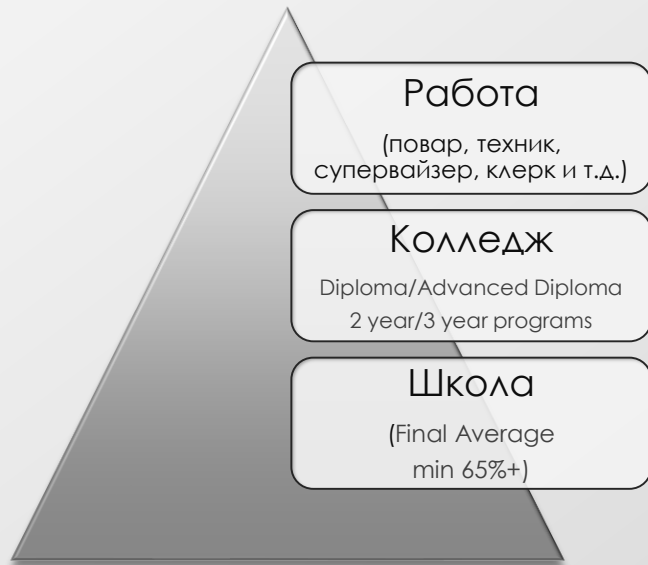 Работа
(повар, техник,
супервайзер, клерк и т.д.)
Колледж
Diploma/Advanced Diploma
2 year/3 year programs
Школа
(Final Average
min 65%+)